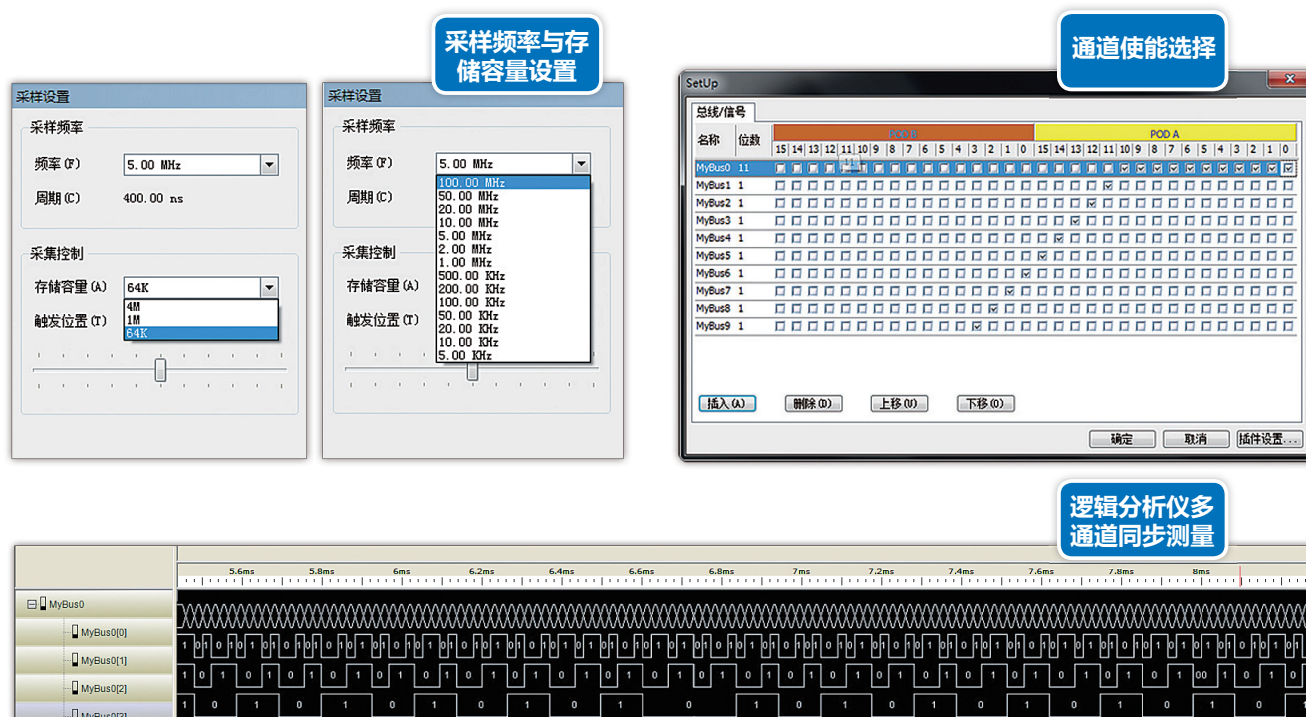 采样频率与存
储容量设置
采样设置
采样频率
频率(F)
5.00 MHz
周期(C)
400.00 ns
采集控制
存储容量(A)
64K
4M
1M
64K
触发位置(T)
采样设置
采样频率
频率(F)
5.00 MHz
100.00 MHz
50.00 MHz
20.00 MHz
10.00 MHz
5.00 MHz
2.00 MHz
1.00 MHz
500.00 KHz
200.00 KHz
100.00 KHz
50.00 KHz
20.00 KHz
10.00 KHz
5.00 KHz
周期(C)
采集控制
存储容量(A)
触发位置(T)
通道使能选择
SetUp
总线/信号
名称 位数 POD B POD A
15 14 13 12 11 10 9 8 7 6 5 4 3 2 1 0 15 14 13 12 11 10 9 8 7 6 5 4 3 2 1 0
MyBus0 11
MyBus1 1
MyBus2 1
MyBus3 1
MyBus4 1
MyBus5 1
MyBus6 1
MyBus7 1
MyBus8 1
MyBus9 1
插入(A) 删除(D) 上移(U) 下移(O)
确定 取消 插件设置...
逻辑分析仪多
通道同步测量
5.6ms 5.8ms 6ms 6.2ms 6.4ms 6.6ms 6.8ms 7ms 7.2ms 7.4ms 7.6ms 7.8ms 8ms
MyBus0
MyBus0[0]
MyBus0[1]
MyBus0[2]